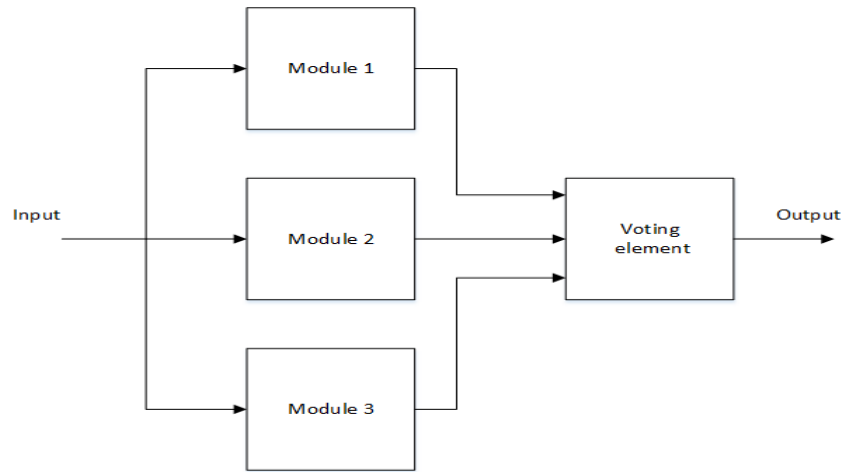 Module 1
Input
Module 2
Voting
element
Output
Module 3